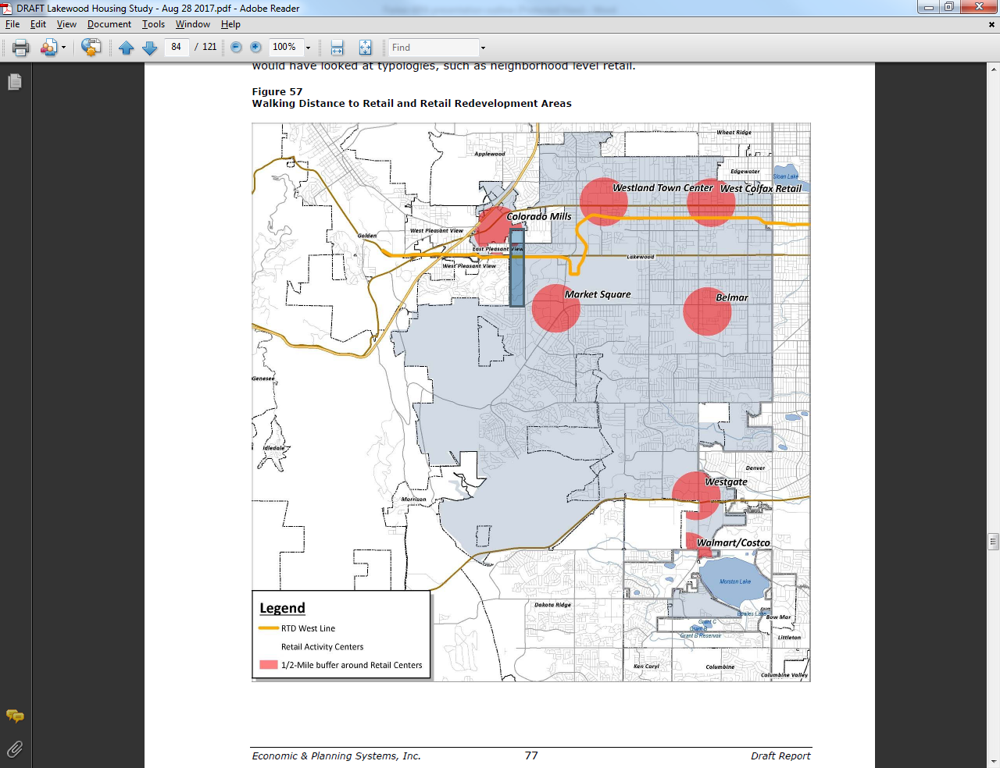 DRAFT Lakewood Housing Study - Aug 28 2017.pdf - Adobe Reader
File Edit View Document Tools Window Help
84 / 121 100% Find
would have looked at typologies, such as neighborhood level retail.
Figure 57
Walking Distance to Retail and Retail Redevelopment Areas
Wheat Ridge
Applewood
Edgewater
Sloan Lake
Westland Town Center
West Colfax Retail
Colorado Mills
West Pleasant View
Golden
East Pleasant View
Lakewood
West Pleasant View
Market Square
Belmar
Genesee
Idledale
Denver
Westgate
Morrison
Walmart/Costco
Marston Lake
Dakota Ridge
Bowles Lake
Bow Mar
Grant C
Grant B
Grant B Reservoir
Littleton
Ken Caryl
Columbine
Columbine Valley
Legend
RTD West Line
Retail Activity Centers
1/2-Mile buffer around Retail Centers
Economic & Planning Systems, Inc. 77 Draft Report